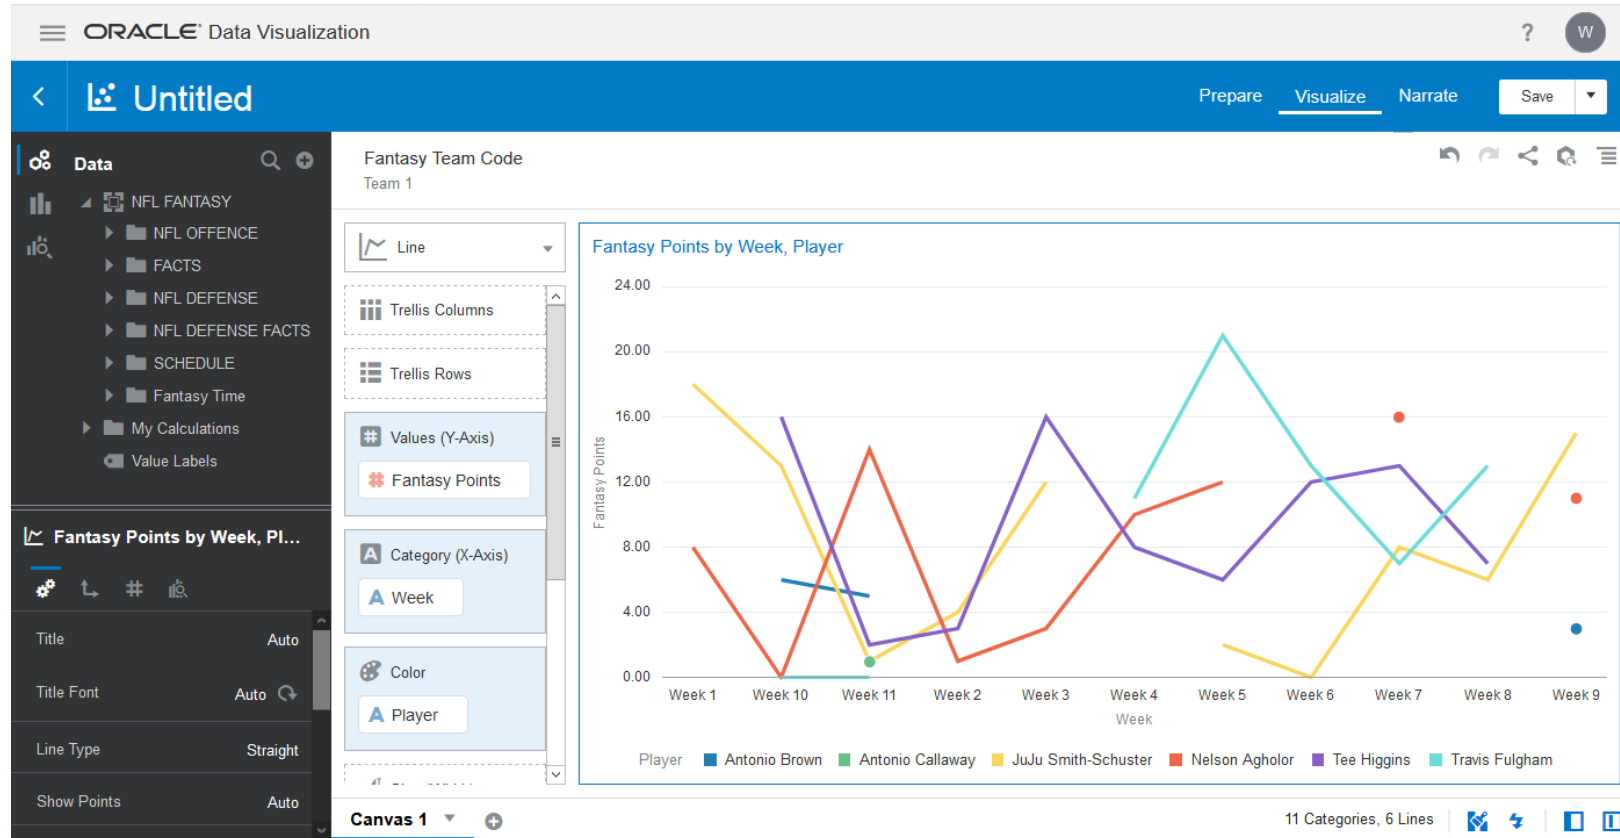 ORACLE Data Visualization
?
W
Untitled
Prepare
Visualize
Narrate
Save
Data
NFL FANTASY
NFL OFFENCE
FACTS
NFL DEFENSE
NFL DEFENSE FACTS
SCHEDULE
Fantasy Time
My Calculations
Value Labels
Fantasy Points by Week, Pl...
Title Auto
Title Font Auto
Line Type Straight
Show Points Auto
Fantasy Team Code
Team 1
Line
Trellis Columns
Trellis Rows
Values (Y-Axis)
Fantasy Points
A Category (X-Axis)
A Week
Color
A Player
Fantasy Points by Week, Player
24.00
20.00
16.00
12.00
8.00
4.00
0.00
Fantasy Points
Week 1 Week 10 Week 11 Week 2 Week 3 Week 4 Week 5 Week 6 Week 7 Week 8 Week 9
Week
Player Antonio Brown Antonio Callaway JuJu Smith-Schuster Nelson Agholor Tee Higgins Travis Fulgham
Canvas 1
11 Categories, 6 Lines